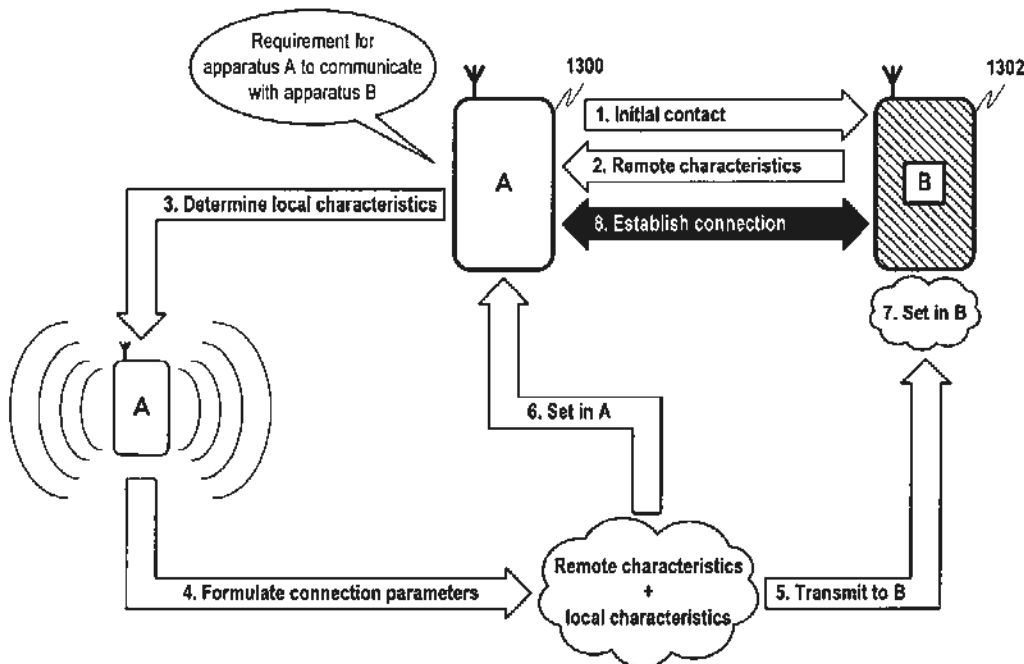 Requirement for
apparatus A to communicate
with apparatus B
1300
1302
1. Initial contact
2. Remote characteristics
A
B
3. Determine local characteristics
8. Establish connection
7. Set in B
A
6. Set in A
4. Formulate connection parameters
Remote characteristics
+
local characteristics
5. Transmit to B